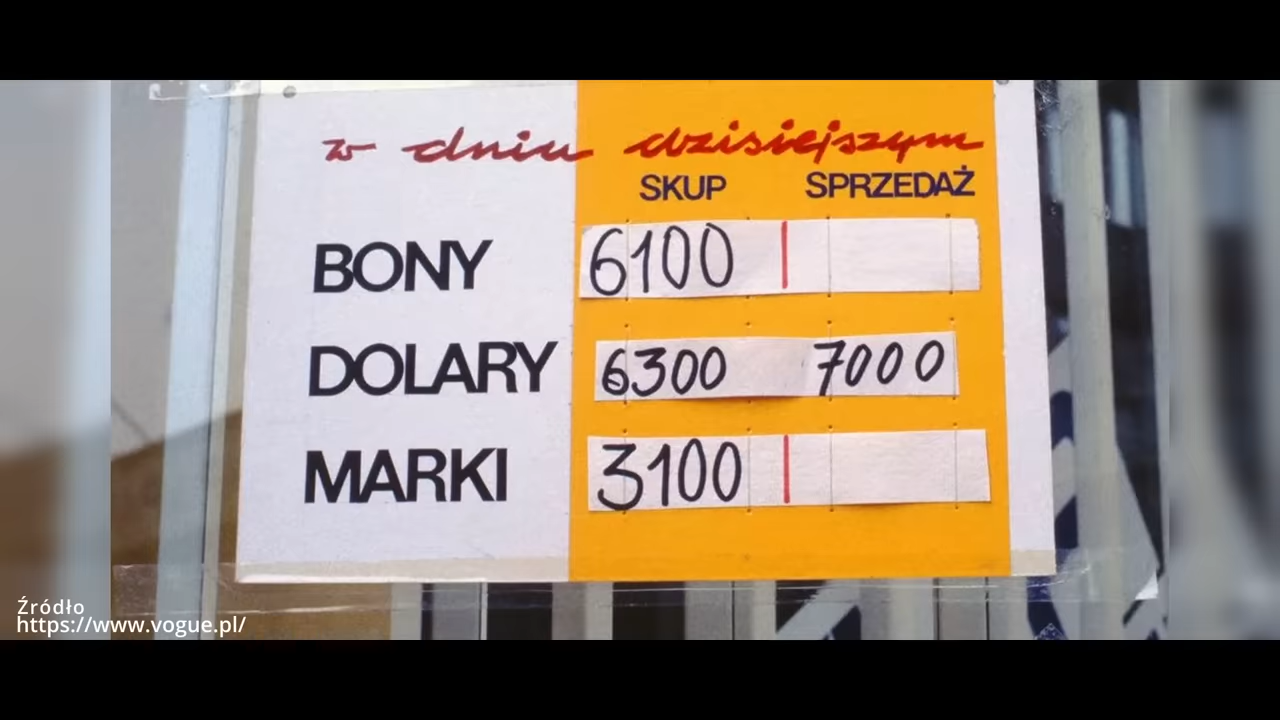 w dniu dzisiejszym
SKUP SPRZEDAŻ
BONY 6100
DOLARY 6300 7000
MARKI 3100
Źródło
https://www.vogue.pl/